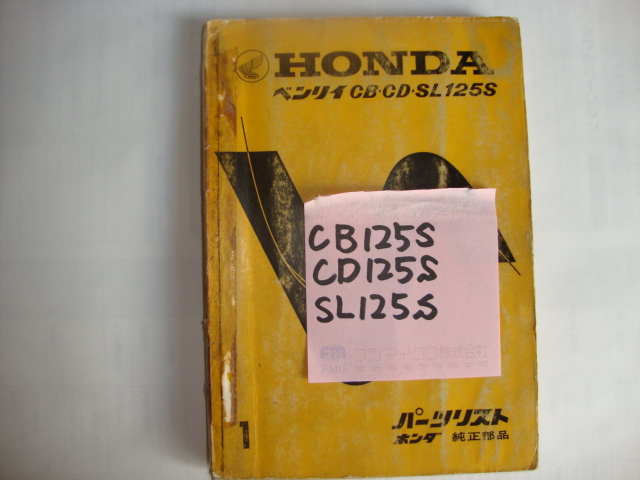 HONDA
ベンリイ CB·CD·SL125S
CB125S
CD125S
SL125S
FMG
パーツリスト
ホンダ 純正部品
1